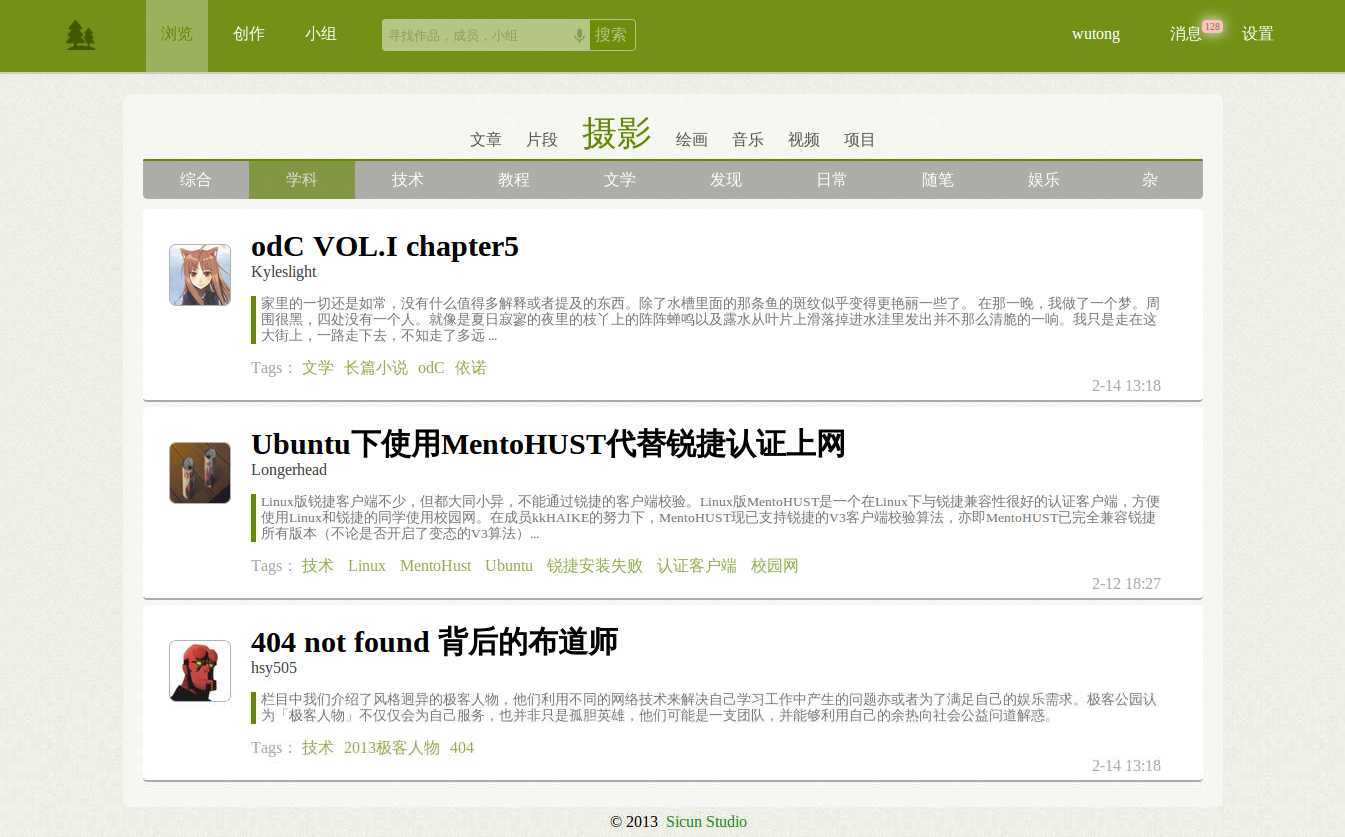 浏览 创作 小组 寻找作品，成员，小组 搜索 wutong 消息 128 设置
文章 片段 摄影 绘画 音乐 视频 项目
综合 学科 技术 教程 文学 发现 日常 随笔 娱乐 杂
odC VOL.I chapter5
Kyleslight
家里的一切还是如常，没有什么值得多解释或者提及的东西。除了水槽里面的那条鱼的斑纹似乎变得更艳丽一些了。 在那一晚，我做了一个梦。周
围很黑，四处没有一个人。就像是夏日寂寥的夜里的枝丫上的阵阵蝉鸣以及露水从叶片上滑落掉进水洼里发出并不那么清脆的一响。我只是走在这
大街上，一路走下去，不知走了多远 ...
Tags： 文学 长篇小说 odC 依诺
2-14 13:18
Ubuntu下使用MentoHUST代替锐捷认证上网
Longerhead
Linux版锐捷客户端不少，但都大同小异，不能通过锐捷的客户端校验。Linux版MentoHUST是一个在Linux下与锐捷兼容性很好的认证客户端，方便
使用Linux和锐捷的同学使用校园网。在成员kkHAIKE的努力下，MentoHUST现已支持锐捷的V3客户端校验算法，亦即MentoHUST已完全兼容锐捷
所有版本（不论是否开启了变态的V3算法）...
Tags： 技术 Linux MentoHust Ubuntu 锐捷安装失败 认证客户端 校园网
2-12 18:27
404 not found 背后的布道师
hsy505
栏目中我们介绍了风格迥异的极客人物，他们利用不同的网络技术来解决自己学习工作中产生的问题亦或者为了满足自己的娱乐需求。极客公园认
为「极客人物」不仅仅会为自己服务，也并非只是孤胆英雄，他们可能是一支团队，并能够利用自己的余热向社会公益问道解惑。
Tags： 技术 2013极客人物 404
2-14 13:18
© 2013 Sicun Studio